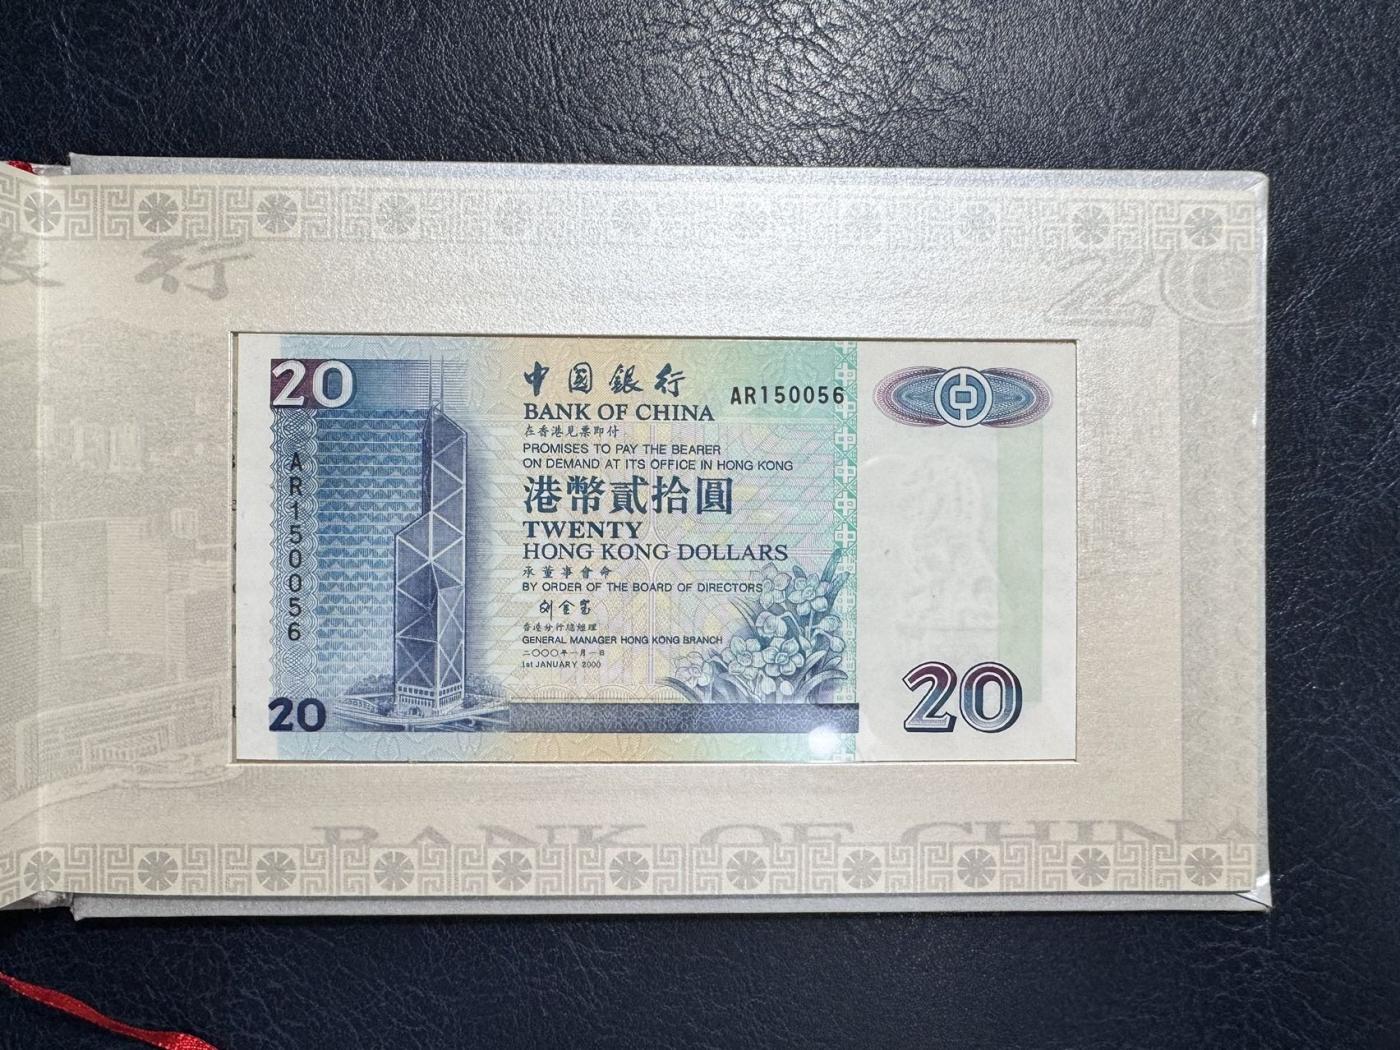 銀行
20
20
中國銀行
AR150056
BANK OF CHINA
在香港見票即付
PROMISES TO PAY THE BEARER
ON DEMAND AT ITS OFFICE IN HONG KONG
港幣貳拾圓
TWENTY
HONG KONG DOLLARS
承董事會命
BY ORDER OF THE BOARD OF DIRECTORS
香港分行總經理
GENERAL MANAGER HONG KONG BRANCH
二〇〇〇年一月一日
1st JANUARY 2000
AR150056
20
20
BANK OF CHINA